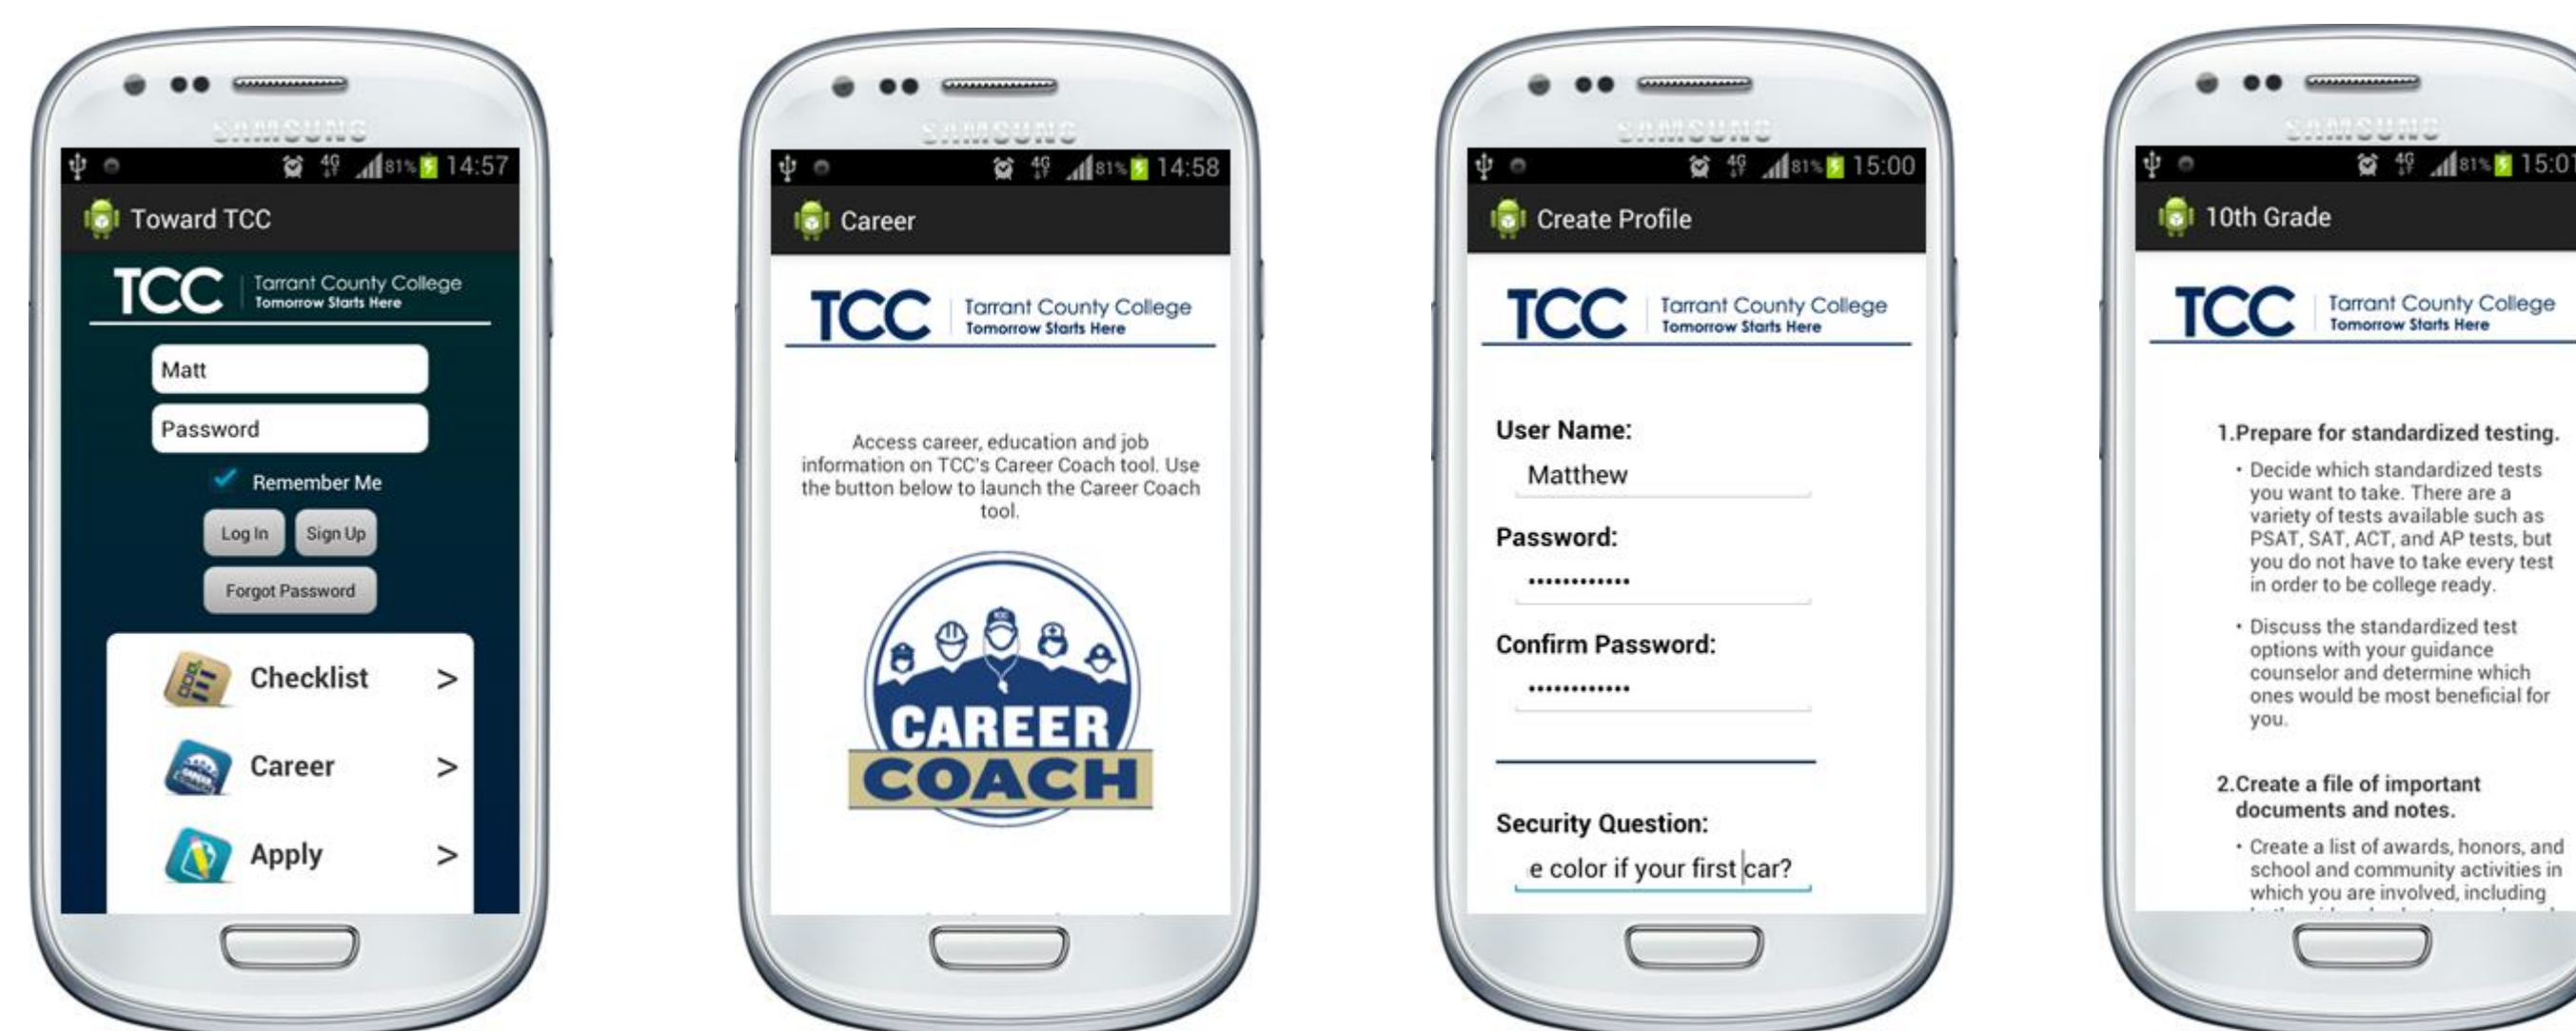 SAMSUNG
4G 81% 14:57
Toward TCC
TCC Tarrant County College
Tomorrow Starts Here
Matt
Password
Remember Me
Log In Sign Up
Forgot Password
Checklist >
Career >
Apply >
SAMSUNG
4G 81% 14:58
Career
TCC Tarrant County College
Tomorrow Starts Here
Access career, education and job
information on TCC's Career Coach tool. Use
the button below to launch the Career Coach
tool.
CAREER
COACH
SAMSUNG
4G 81% 15:00
Create Profile
TCC Tarrant County College
Tomorrow Starts Here
User Name:
Matthew
Password:
••••••••••••
Confirm Password:
••••••••••••
Security Question:
e color if your first car?
SAMSUNG
4G 81% 15:01
10th Grade
TCC Tarrant County College
Tomorrow Starts Here
1.Prepare for standardized testing.
• Decide which standardized tests
you want to take. There are a
variety of tests available such as
PSAT, SAT, ACT, and AP tests, but
you do not have to take every test
in order to be college ready.
• Discuss the standardized test
options with your guidance
counselor and determine which
ones would be most beneficial for
you.
2.Create a file of important
documents and notes.
• Create a list of awards, honors, and
school and community activities in
which you are involved, including